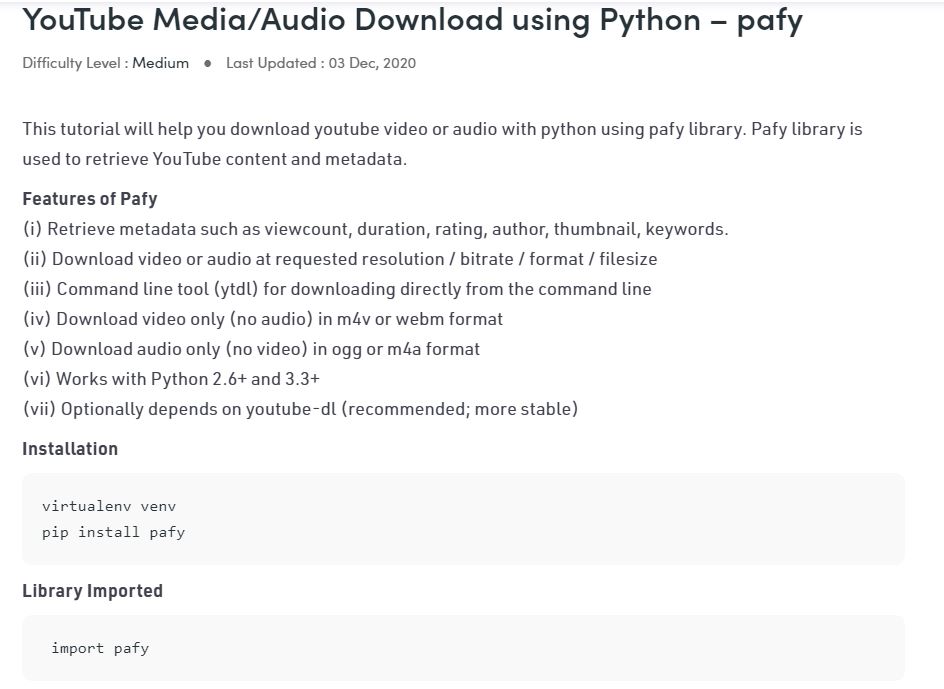 YouTube Media/Audio Download using Python – pafy
Difficulty Level : Medium ● Last Updated : 03 Dec, 2020
This tutorial will help you download youtube video or audio with python using pafy library. Pafy library is
used to retrieve YouTube content and metadata.
Features of Pafy
(i) Retrieve metadata such as viewcount, duration, rating, author, thumbnail, keywords.
(ii) Download video or audio at requested resolution / bitrate / format / filesize
(iii) Command line tool (ytdl) for downloading directly from the command line
(iv) Download video only (no audio) in m4v or webm format
(v) Download audio only (no video) in ogg or m4a format
(vi) Works with Python 2.6+ and 3.3+
(vii) Optionally depends on youtube-dl (recommended; more stable)
Installation
virtualenv venv
pip install pafy
Library Imported
import pafy